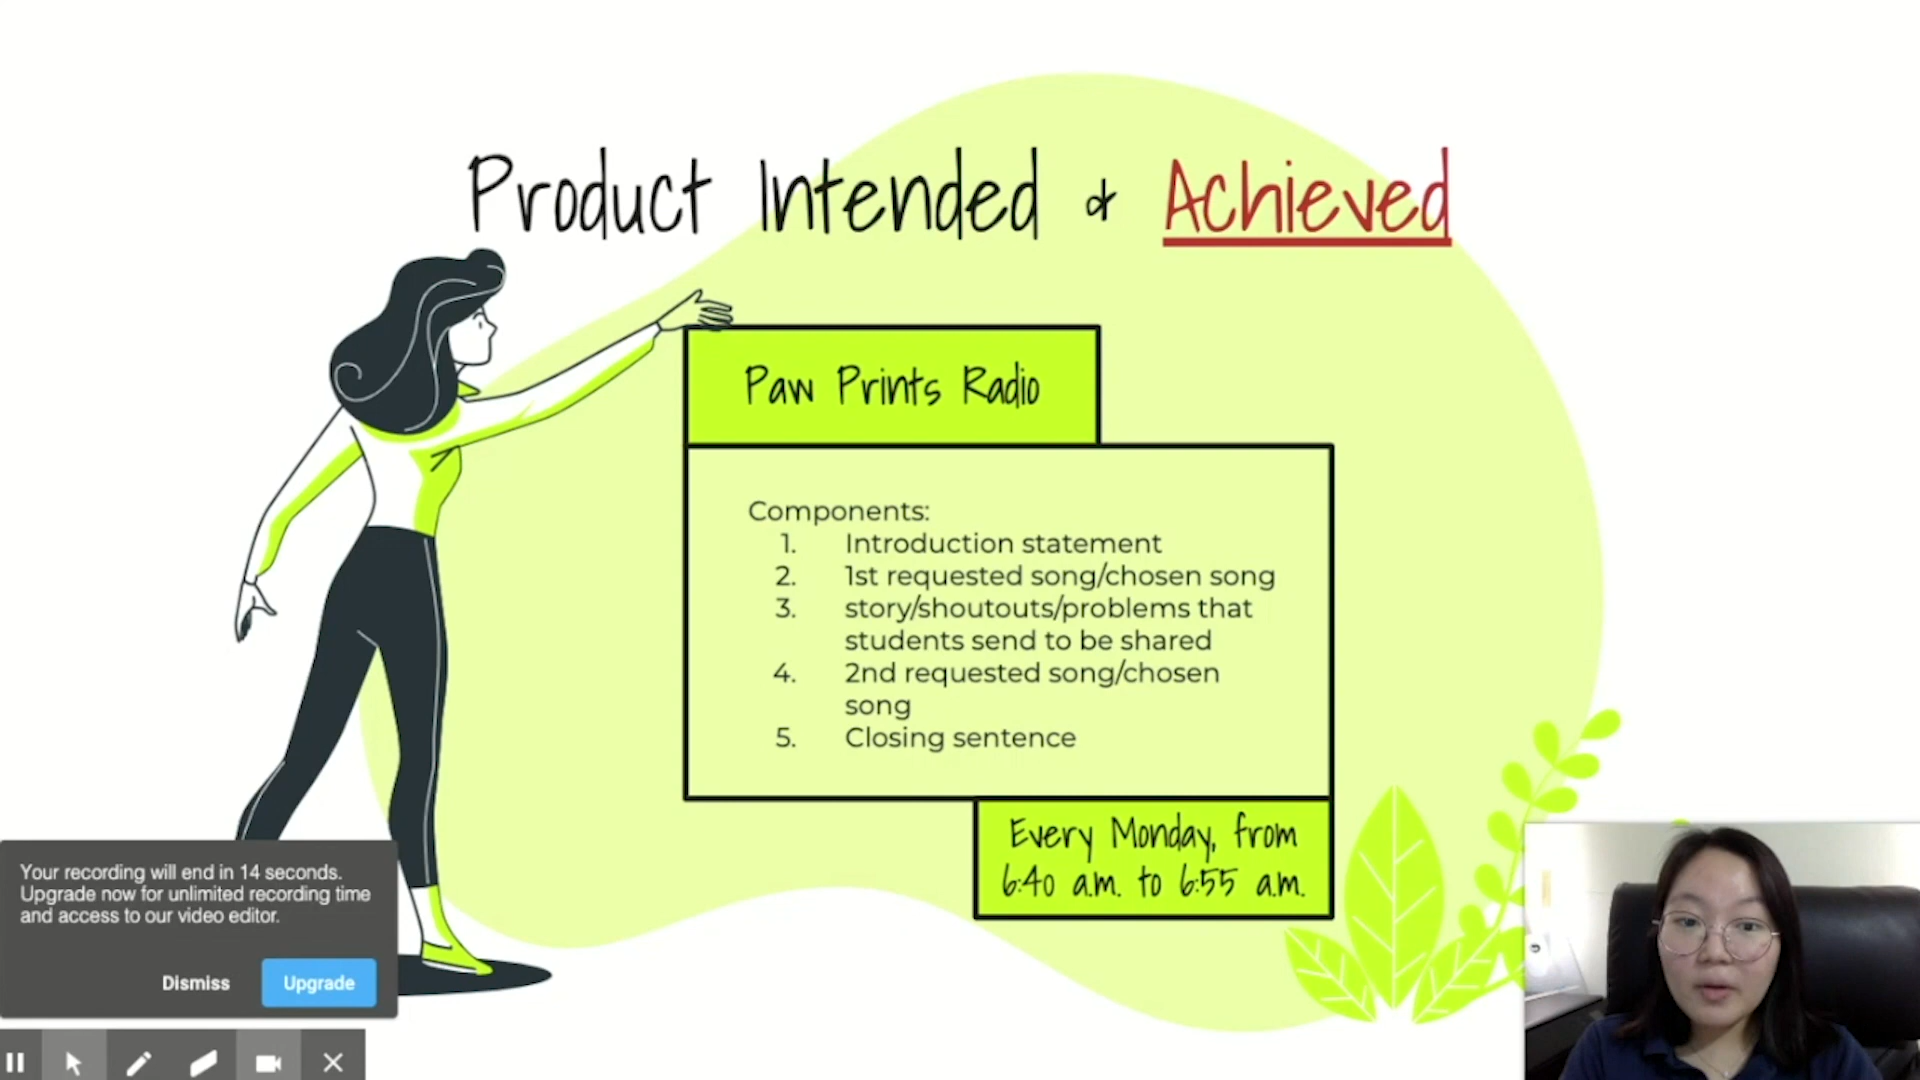 Product Intended & Achieved
Paw Prints Radio
Components:
1. Introduction statement
2. 1st requested song/chosen song
3. story/shoutouts/problems that
students send to be shared
4. 2nd requested song/chosen
song
5. Closing sentence
Every Monday, from
6:40 a.m. to 6:55 a.m.
Your recording will end in 14 seconds.
Upgrade now for unlimited recording time
and access to our video editor.
Dismiss Upgrade